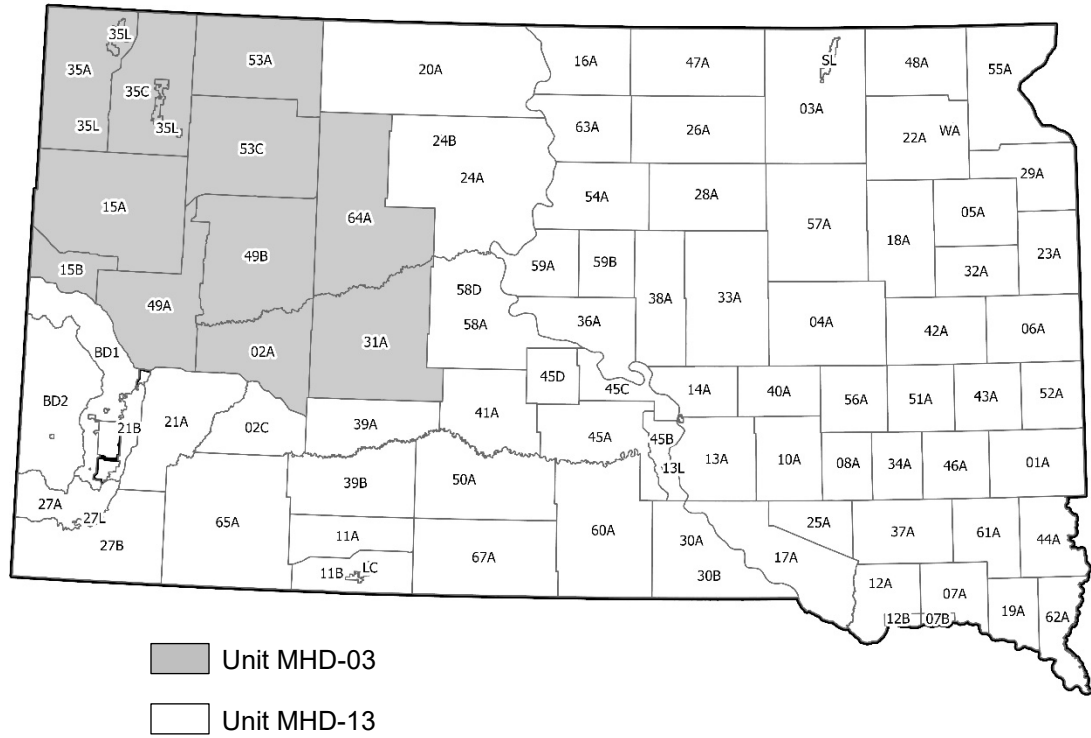 35L
35A
53A
35C
20A
16A
47A
SL
48A
55A
03A
35L
35L
63A
26A
24B
22A
WA
53C
24A
29A
15A
64A
54A
28A
57A
18A
05A
23A
49B
59A
59B
32A
15B
38A
33A
49A
58D
58A
36A
04A
42A
06A
02A
31A
BD1
45D
45C
14A
40A
56A
51A
43A
52A
BD2
21A
21B
02C
39A
41A
45A
45B
13L
13A
10A
08A
34A
46A
01A
39B
50A
27A
27L
65A
60A
30A
25A
37A
61A
44A
27B
11A
67A
17A
11B
LC
30B
12A
07A
19A
62A
12B
07B
Unit MHD-03
Unit MHD-13